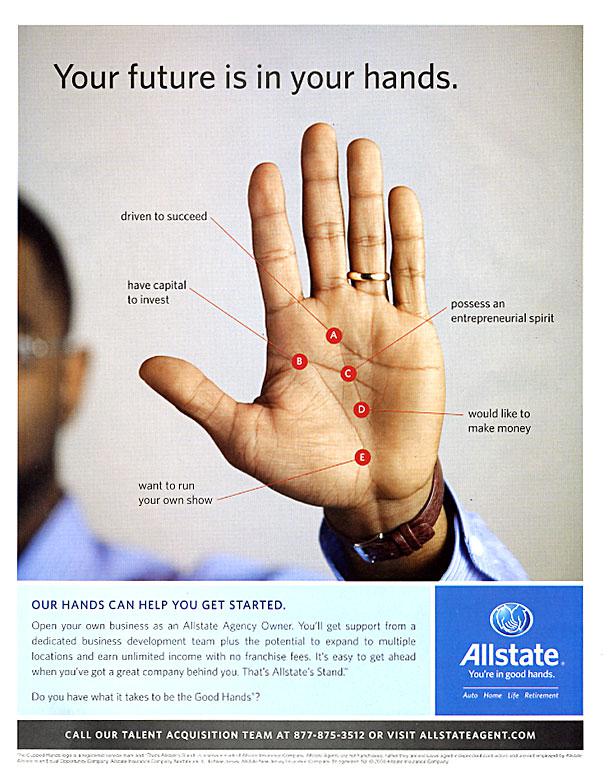 Your future is in your hands.
driven to succeed
have capital
to invest
possess an
entrepreneurial spirit
A
B
C
D
E
would like to
make money
want to run
your own show
OUR HANDS CAN HELP YOU GET STARTED.
Open your own business as an Allstate Agency Owner. You'll get support from a
dedicated business development team plus the potential to expand to multiple
locations and earn unlimited income with no franchise fees. It's easy to get ahead
when you've got a great company behind you. That's Allstate's Stand.™
Do you have what it takes to be the Good Hands®?
Allstate®
You're in good hands.
Auto Home Life Retirement
CALL OUR TALENT ACQUISITION TEAM AT 877-875-3512 OR VISIT ALLSTATEAGENT.COM